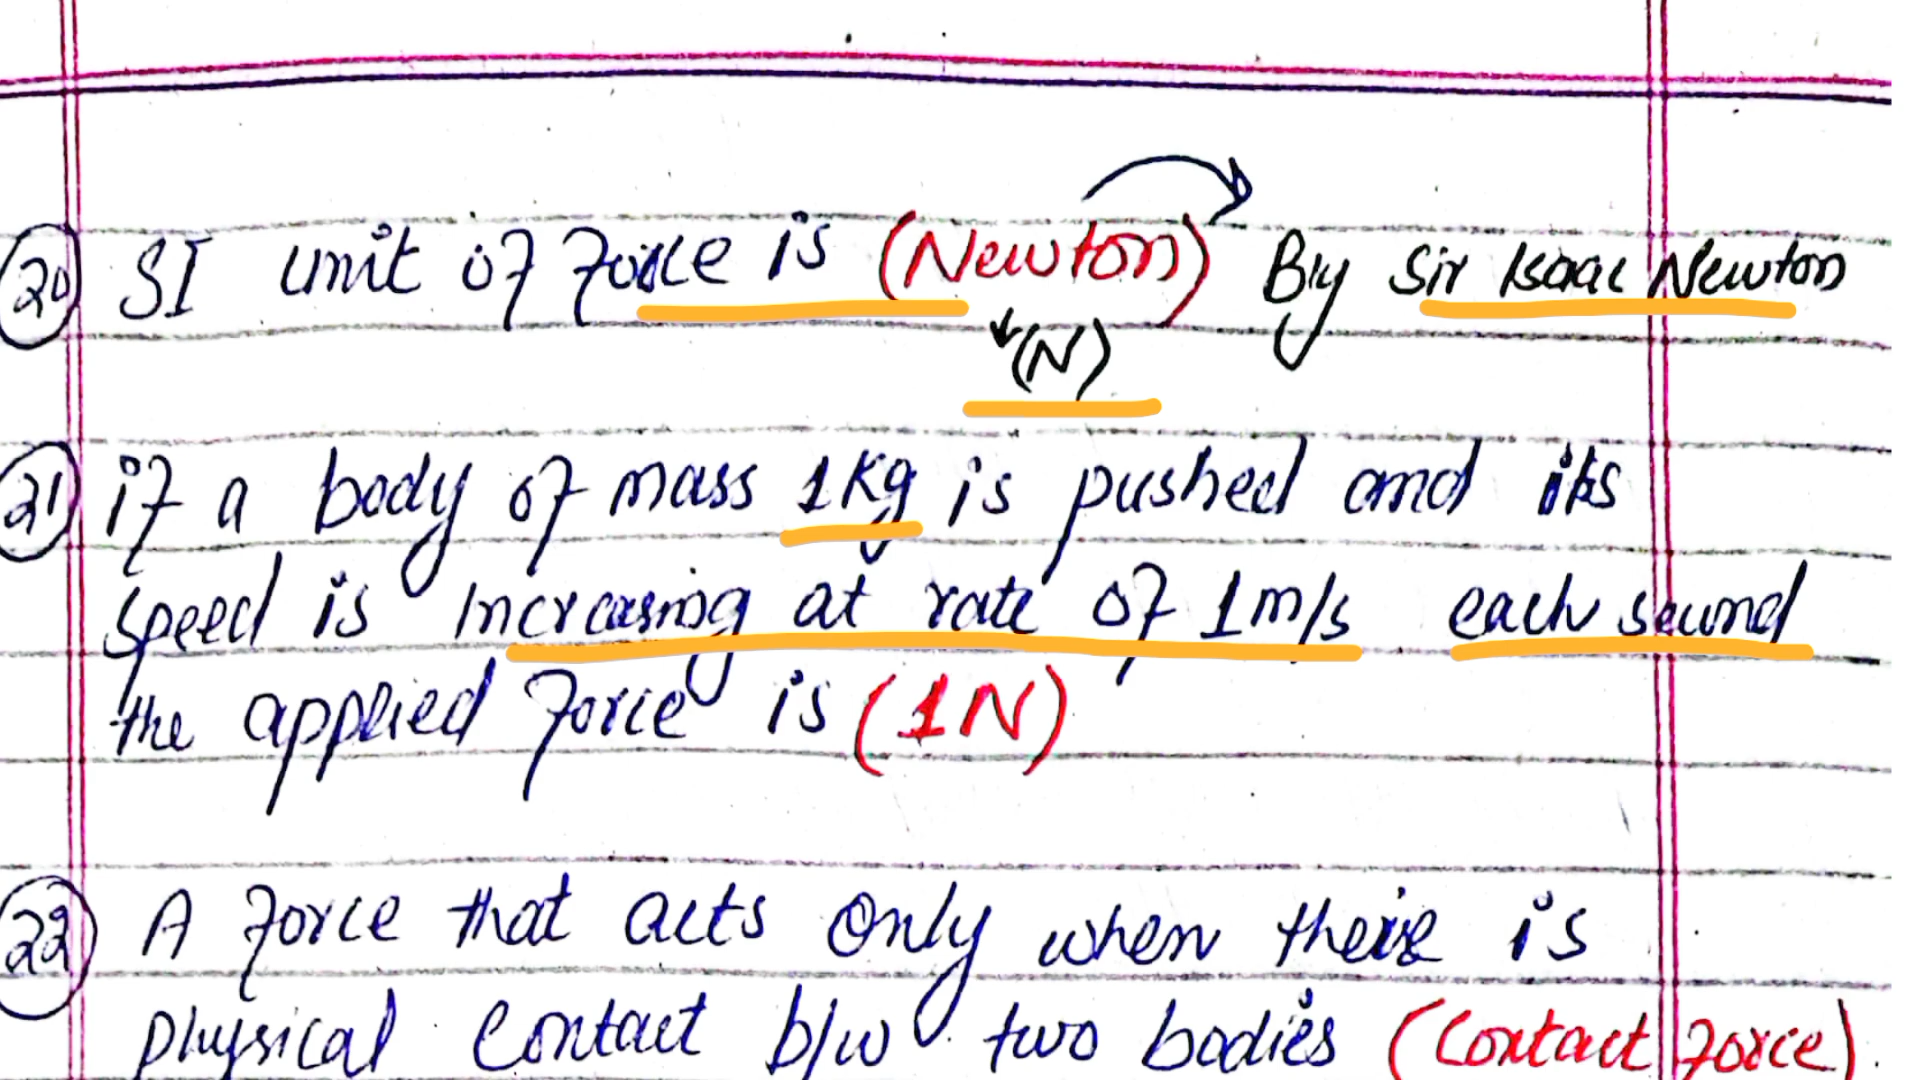 20 SI unit of force is (Newton) By Sir Isaac Newton
(N)
21 if a body of mass 1Kg is pushed and its
speed is increasing at rate of 1m/s each second
the applied force is (1N)
22 A force that acts only when there is
physical contact b/w two bodies (Contact force).